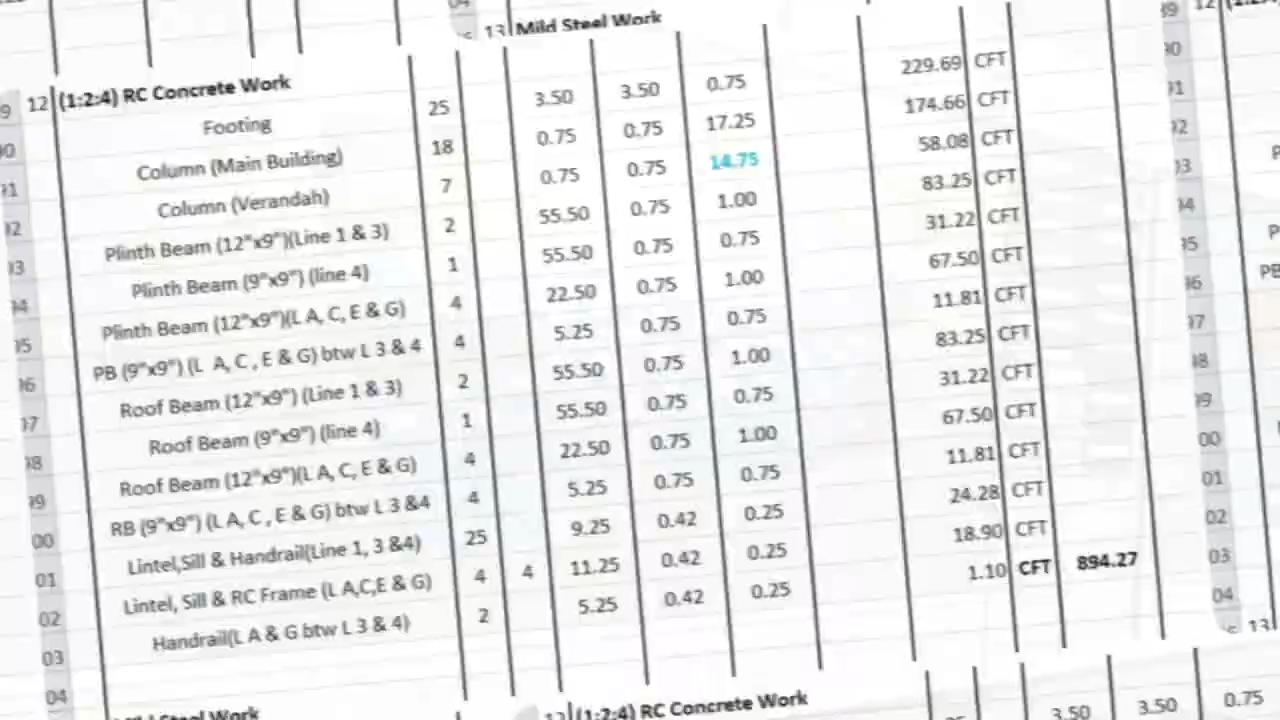 13 Mild Steel Work
12 (1:2:4) RC Concrete Work
Footing 25 3.50 3.50 0.75 229.69 CFT
Column (Main Building) 18 0.75 0.75 17.25 174.66 CFT
Column (Verandah) 7 0.75 0.75 14.75 58.08 CFT
Plinth Beam (12"x9")(Line 1 & 3) 2 55.50 0.75 1.00 83.25 CFT
Plinth Beam (9"x9") (line 4) 1 55.50 0.75 0.75 31.22 CFT
Plinth Beam (12"x9")(L A, C, E & G) 4 22.50 0.75 1.00 67.50 CFT
PB (9"x9") (L A, C , E & G) btw L 3 & 4 4 5.25 0.75 0.75 11.81 CFT
Roof Beam (12"x9") (Line 1 & 3) 2 55.50 0.75 1.00 83.25 CFT
Roof Beam (9"x9") (line 4) 1 55.50 0.75 0.75 31.22 CFT
Roof Beam (12"x9")(L A, C, E & G) 4 22.50 0.75 1.00 67.50 CFT
RB (9"x9") (L A, C , E & G) btw L 3 &4 4 5.25 0.75 0.75 11.81 CFT
Lintel,Sill & Handrail(Line 1, 3 &4) 25 9.25 0.42 0.25 24.28 CFT
Lintel, Sill & RC Frame (L A,C,E & G) 4 4 11.25 0.42 0.25 18.90 CFT
Handrail(L A & G btw L 3 & 4) 2 5.25 0.42 0.25 1.10 CFT 894.27
Steel Work
12 (1:2:4) RC Concrete Work
3.50 3.50 0.75